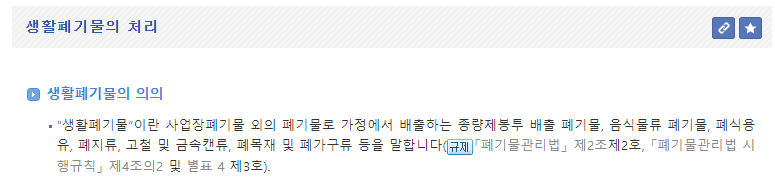 생활폐기물의 처리
생활폐기물의 의의
"생활폐기물"이란 사업장폐기물 외의 폐기물로 가정에서 배출하는 종량제봉투 배출 폐기물, 음식물류 폐기물, 폐식용
유, 폐지류, 고철 및 금속캔류, 폐목재 및 폐가구류 등을 말합니다(규제「폐기물관리법」 제2조제2호, 「폐기물관리법 시
행규칙」 제4조의2 및 별표 4 제3호).